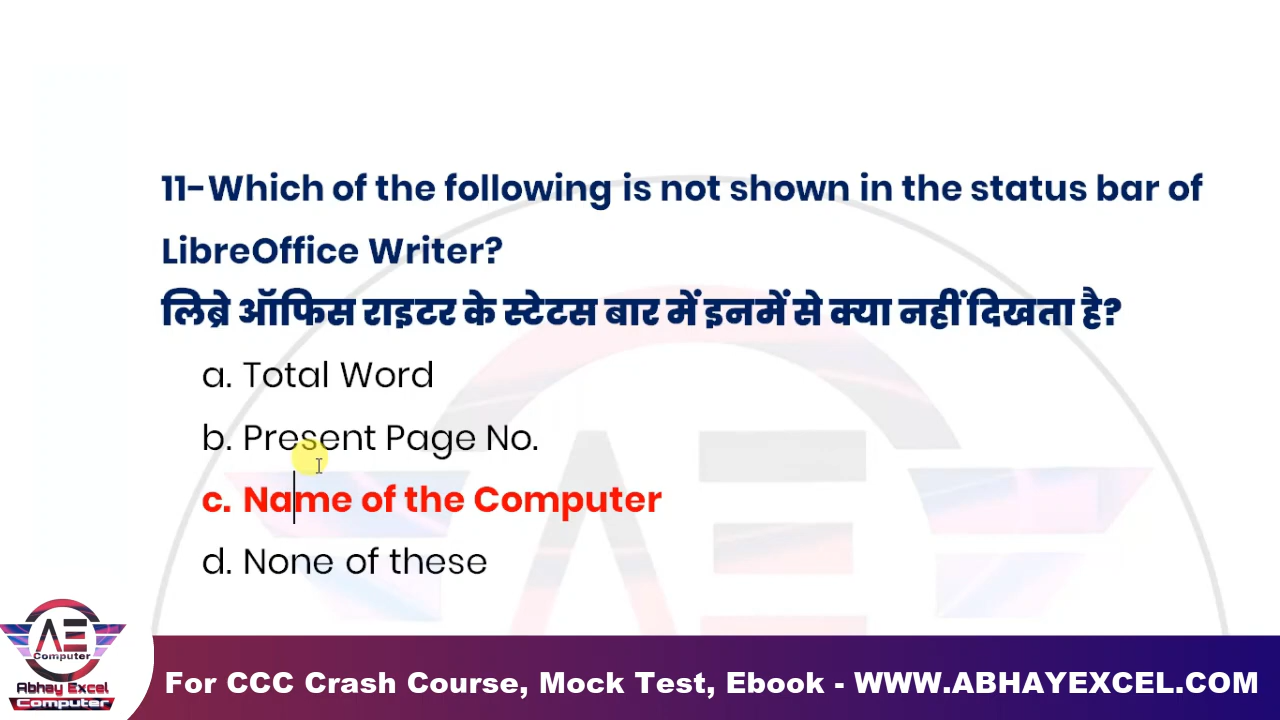 11-Which of the following is not shown in the status bar of
LibreOffice Writer?
लिब्रे ऑफिस राइटर के स्टेटस बार में इनमें से क्या नहीं दिखता है?
a. Total Word
b. Present Page No.
c. Name of the Computer
d. None of these
AE
AE
Computer
Abhay Excel
Computer
For CCC Crash Course, Mock Test, Ebook - WWW.ABHAYEXCEL.COM